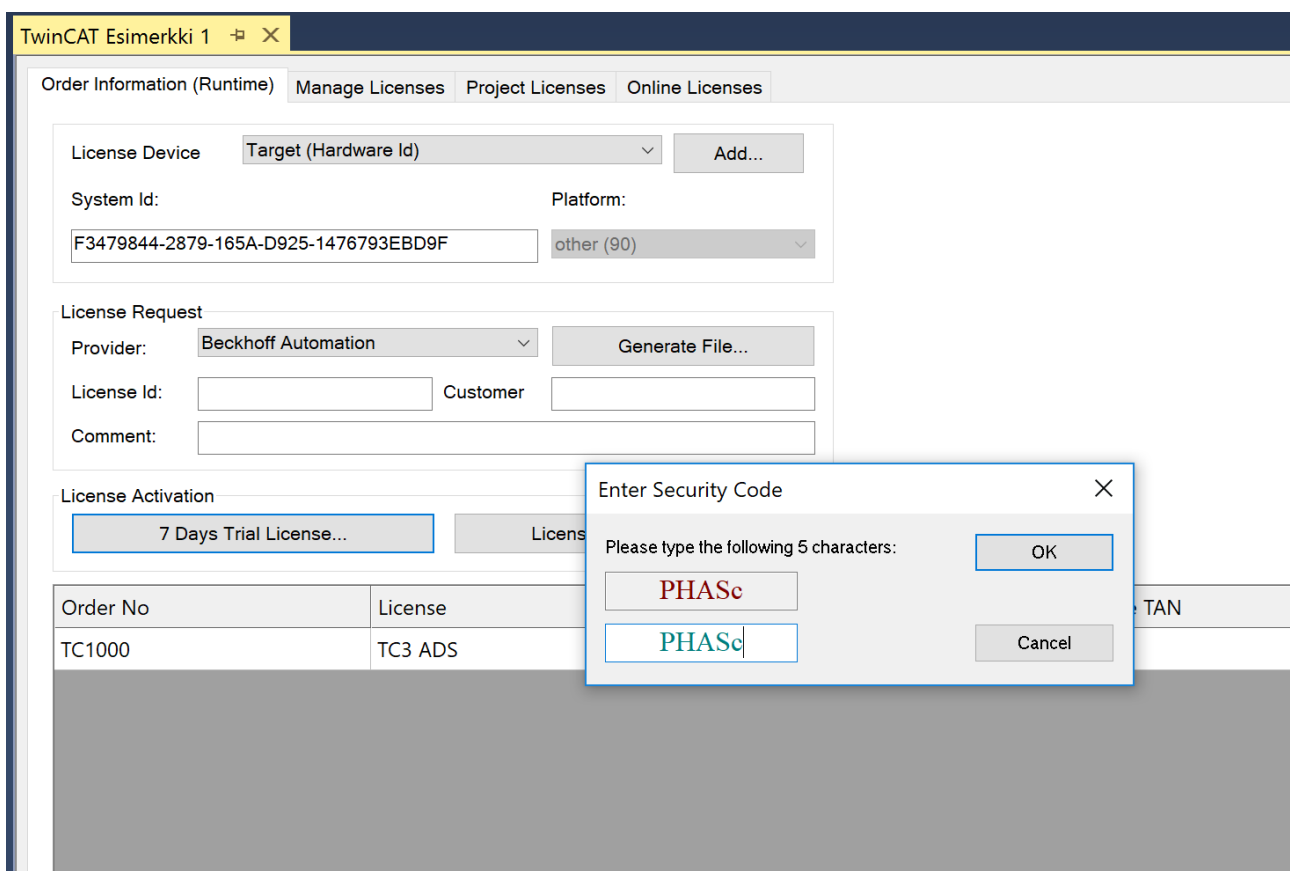 TwinCAT Esimerkki 1
Order Information (Runtime) Manage Licenses Project Licenses Online Licenses
License Device Target (Hardware Id) Add...
System Id: Platform:
F3479844-2879-165A-D925-1476793EBD9F other (90)
License Request
Provider: Beckhoff Automation Generate File...
License Id: Customer
Comment:
License Activation
7 Days Trial License... Licens
Enter Security Code
Please type the following 5 characters: OK
PHASc
PHASc Cancel
Order No License TAN
TC1000 TC3 ADS